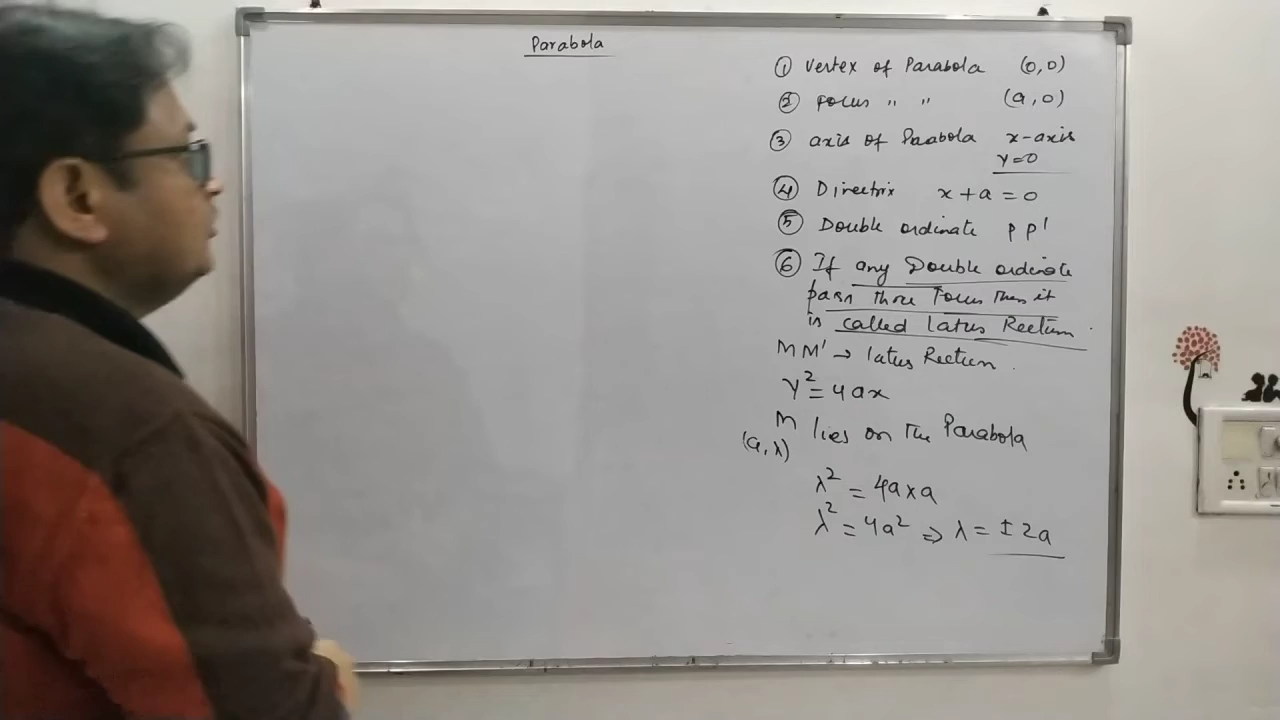 Parabola
① Vertex of Parabola (0,0)
② Focus " " (a,0)
③ axis of Parabola x-axis
y=0
④ Directrix x+a=0
⑤ Double ordinate PP'
⑥ If any Double ordinate
pass throu Focus then it
is called Latus Rectum.
MM' → latus Rectum.
y²=4ax
M lies on the Parabola
(a,λ)
λ² = 4a×a
λ² = 4a² ⇒ λ = ±2a